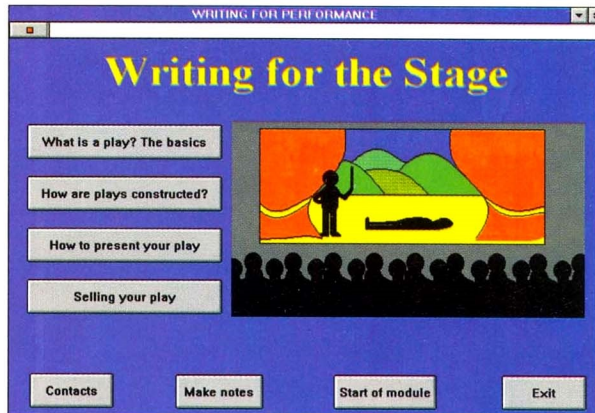 WRITING FOR PERFORMANCE
Writing for the Stage
What is a play? The basics
How are plays constructed?
How to present your play
Selling your play
Contacts
Make notes
Start of module
Exit